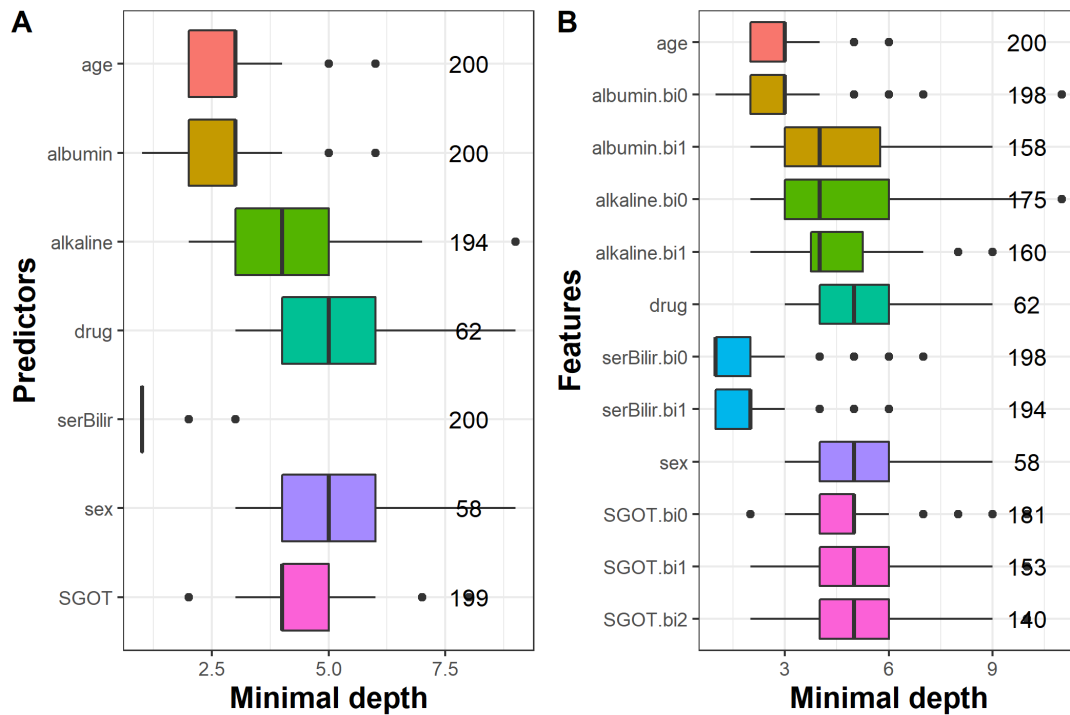 A
Predictors
age
200
albumin
200
alkaline
194
drug
62
serBilir
200
sex
58
SGOT
199
2.5 5.0 7.5
Minimal depth
B
Features
age
200
albumin.bi0
198
albumin.bi1
158
alkaline.bi0
175
alkaline.bi1
160
drug
62
serBilir.bi0
198
serBilir.bi1
194
sex
58
SGOT.bi0
181
SGOT.bi1
153
SGOT.bi2
140
3 6 9
Minimal depth